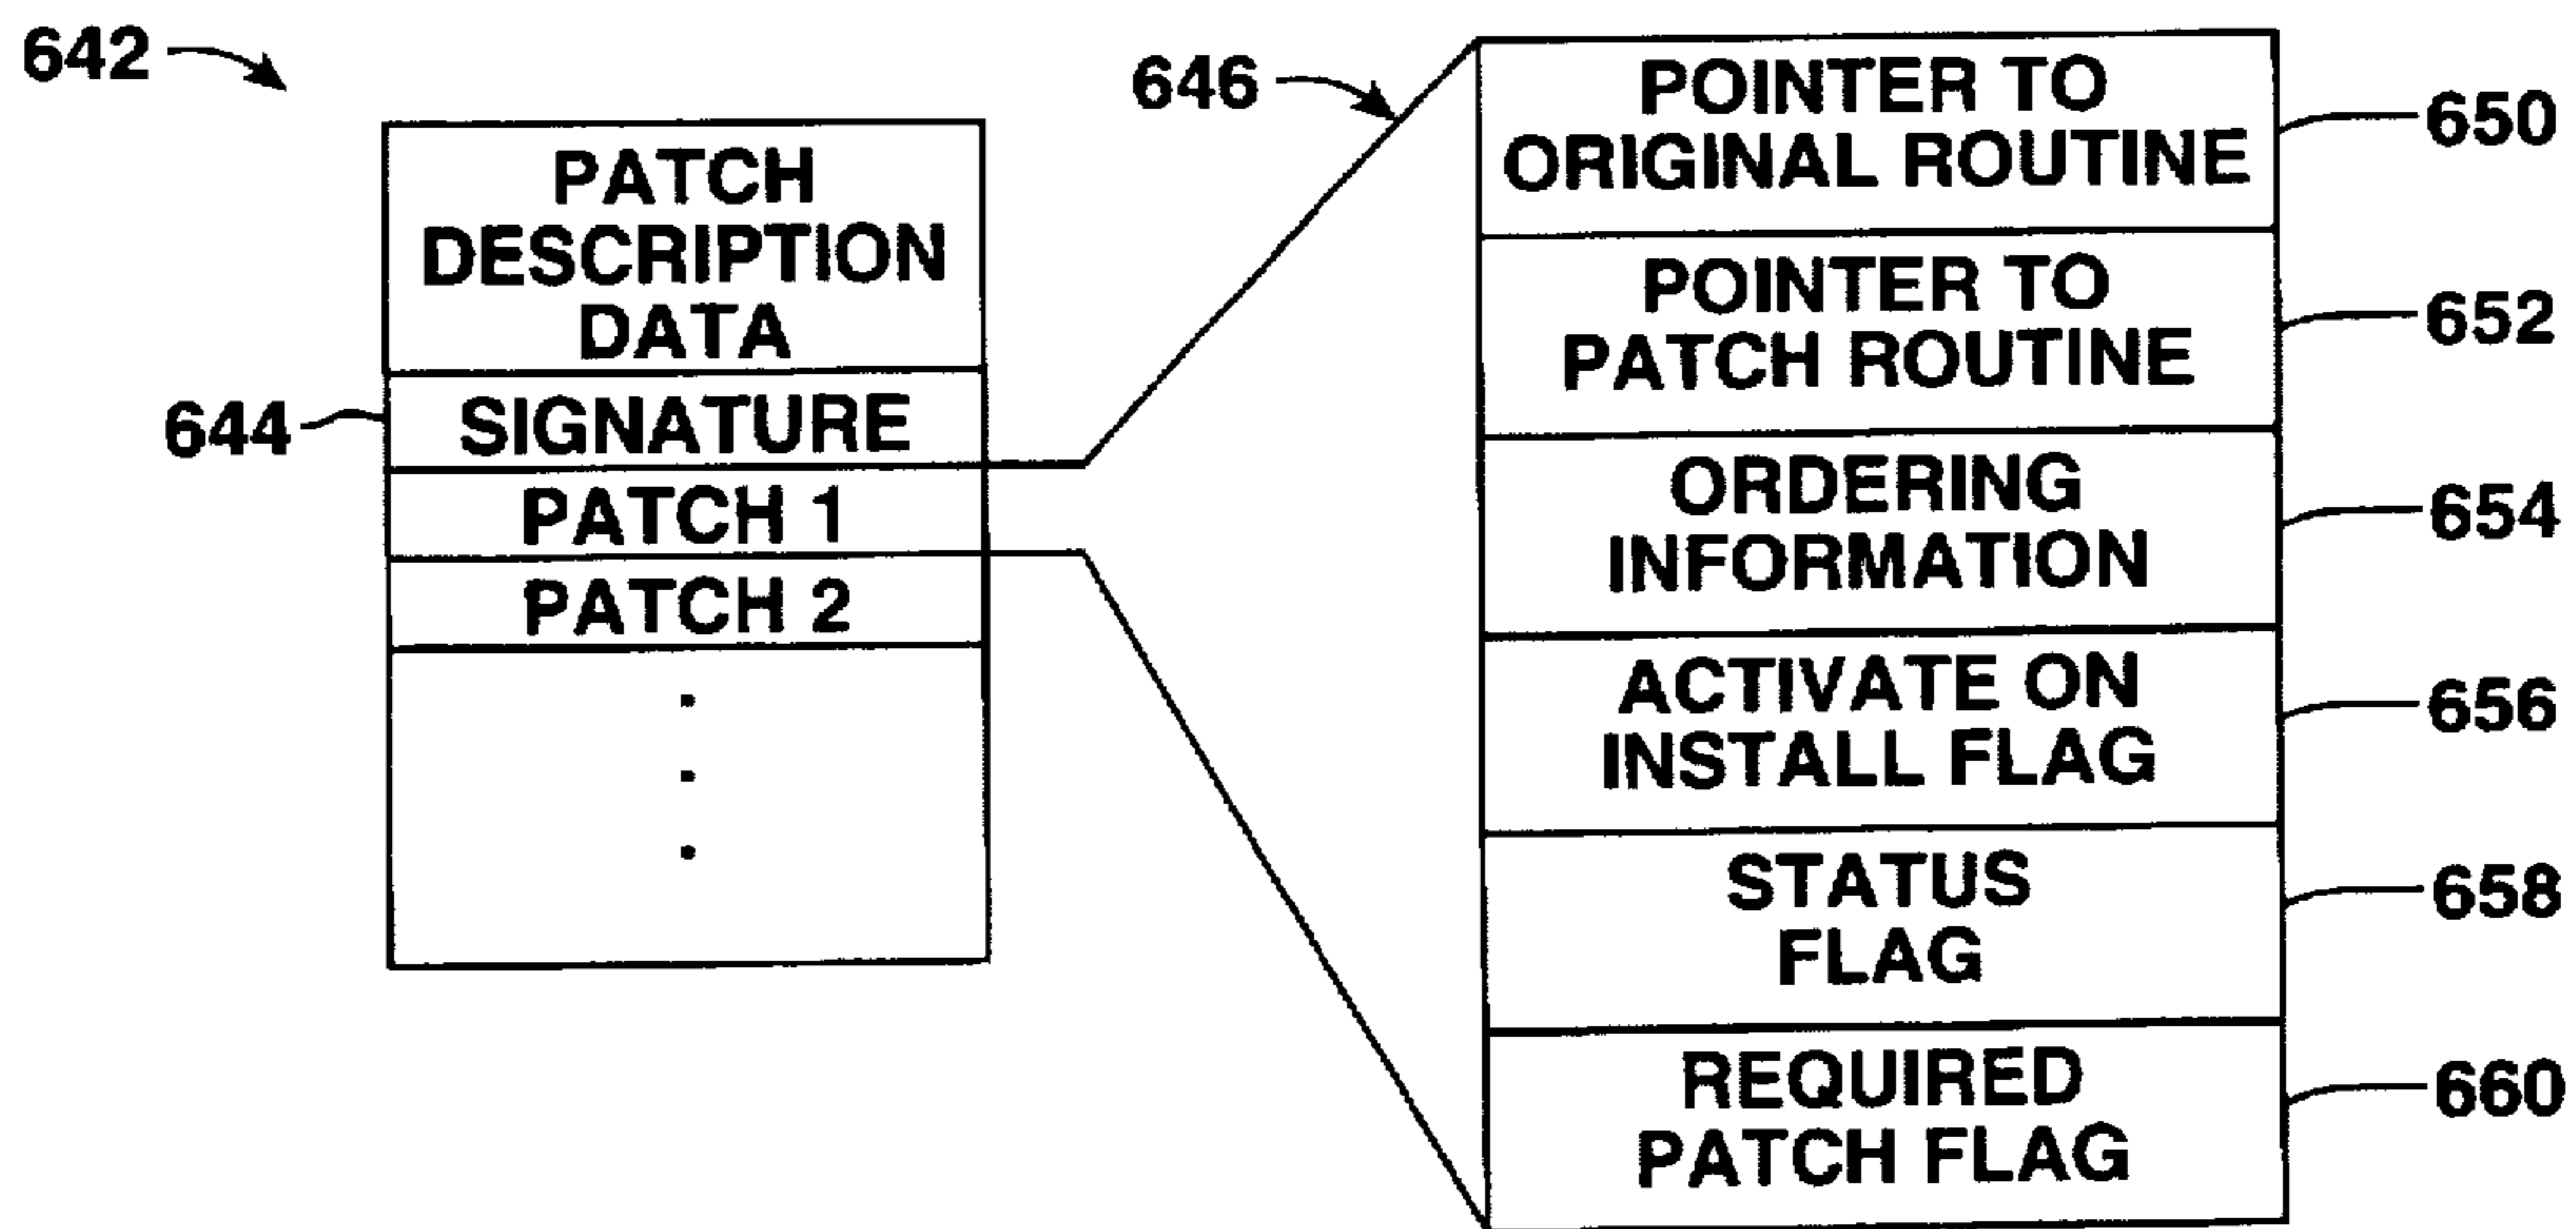 642
PATCH
DESCRIPTION
DATA
644
SIGNATURE
PATCH 1
PATCH 2
646
POINTER TO
ORIGINAL ROUTINE
650
POINTER TO
PATCH ROUTINE
652
ORDERING
INFORMATION
654
ACTIVATE ON
INSTALL FLAG
656
STATUS
FLAG
658
REQUIRED
PATCH FLAG
660